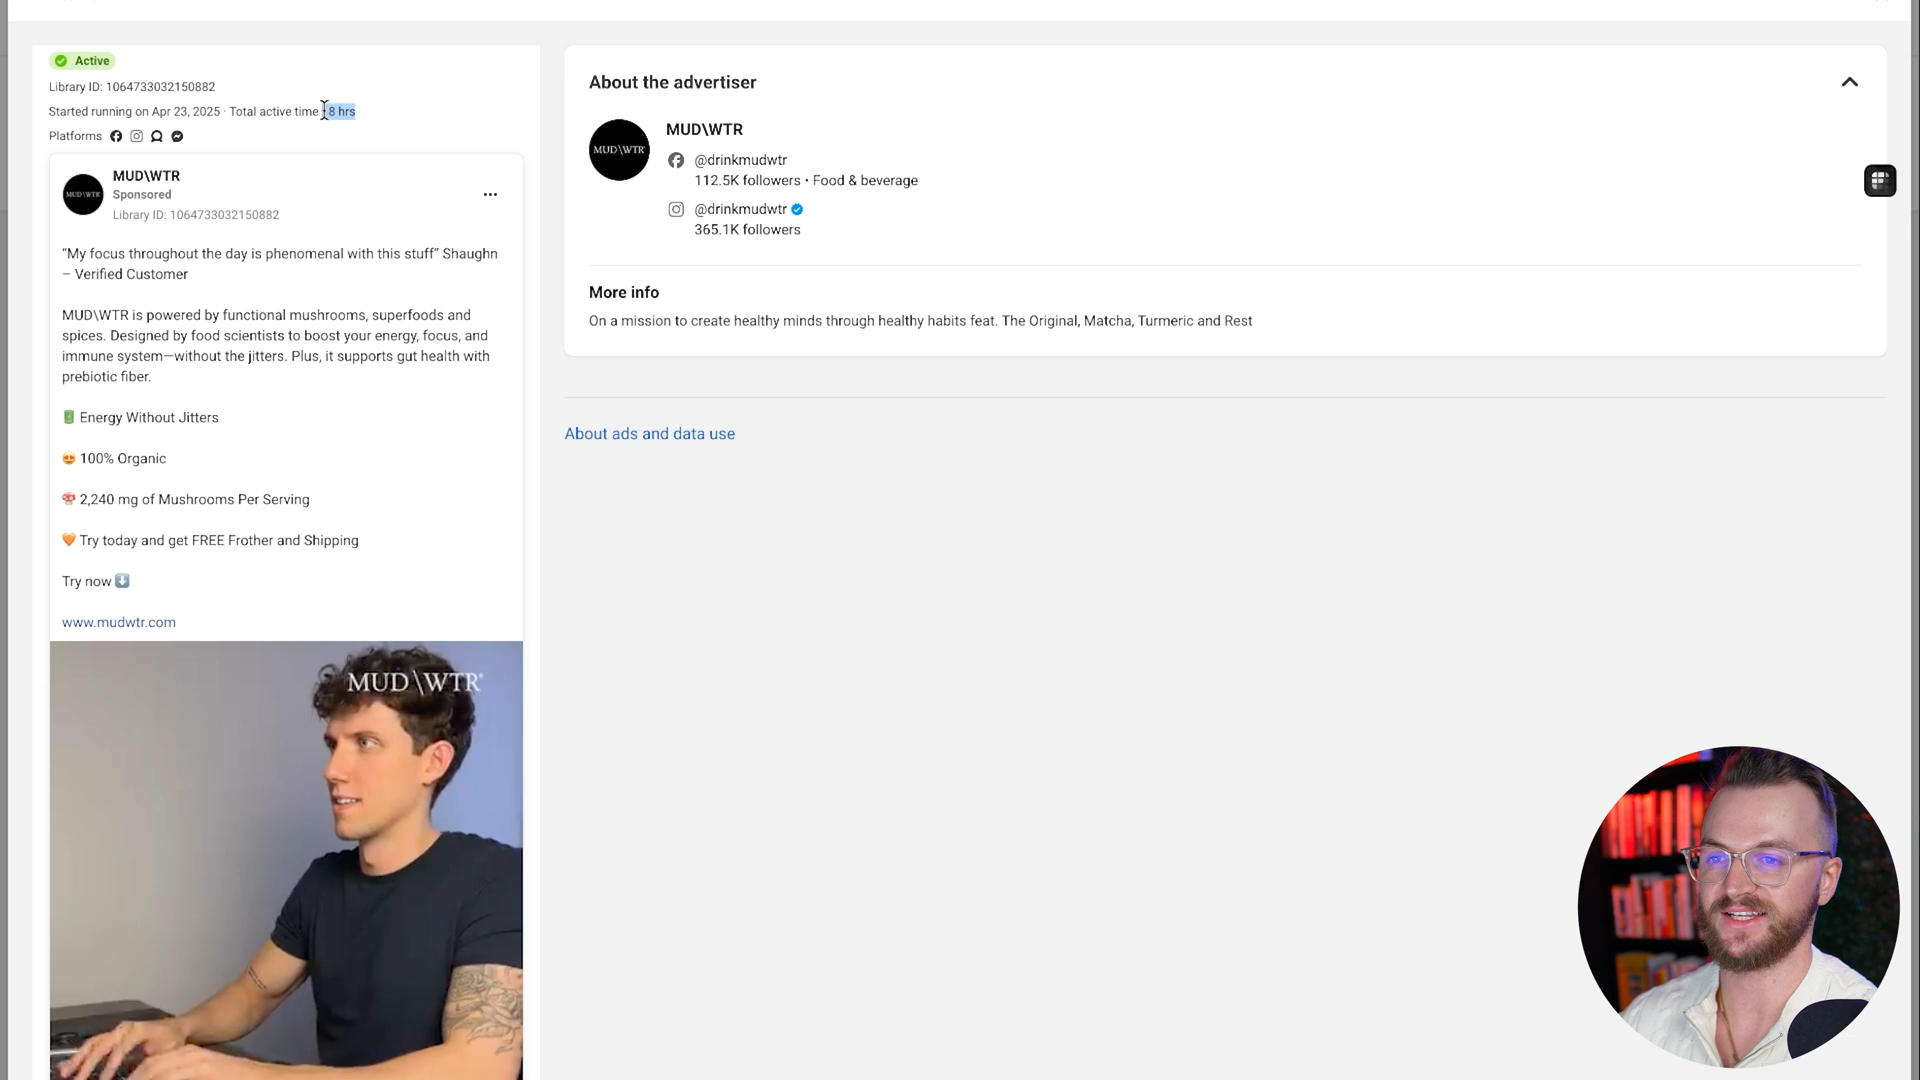 Active
Library ID: 1064733032150882
Started running on Apr 23, 2025 · Total active time 8 hrs
Platforms
MUD\WTR
Sponsored
Library ID: 1064733032150882
“My focus throughout the day is phenomenal with this stuff” Shaughn
– Verified Customer
MUD\WTR is powered by functional mushrooms, superfoods and
spices. Designed by food scientists to boost your energy, focus, and
immune system—without the jitters. Plus, it supports gut health with
prebiotic fiber.
🔋 Energy Without Jitters
😍 100% Organic
🍄 2,240 mg of Mushrooms Per Serving
🧡 Try today and get FREE Frother and Shipping
Try now ⬇️
www.mudwtr.com
MUD\WTR
About the advertiser
MUD\WTR
MUD\WTR
@drinkmudwtr
112.5K followers • Food & beverage
@drinkmudwtr
365.1K followers
More info
On a mission to create healthy minds through healthy habits feat. The Original, Matcha, Turmeric and Rest
About ads and data use